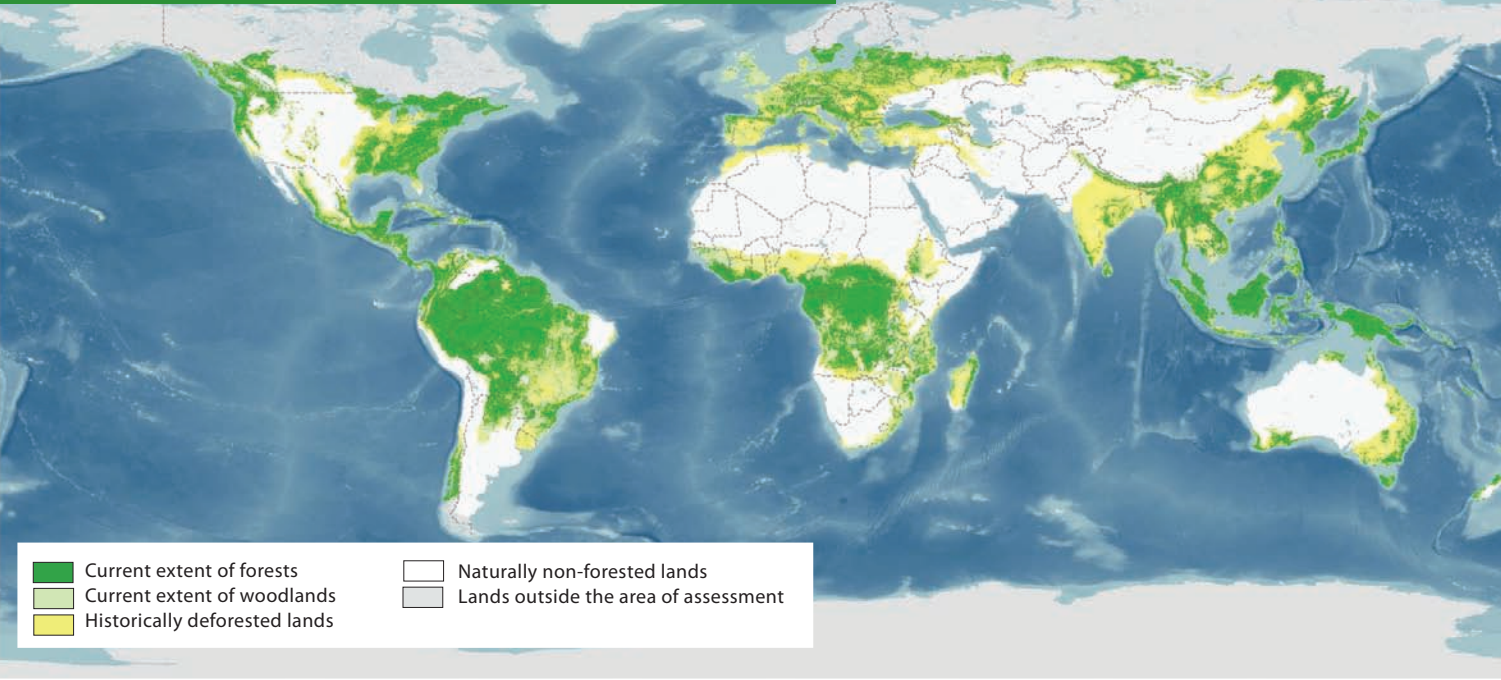 Current extent of forests
Current extent of woodlands
Historically deforested lands
Naturally non-forested lands
Lands outside the area of assessment